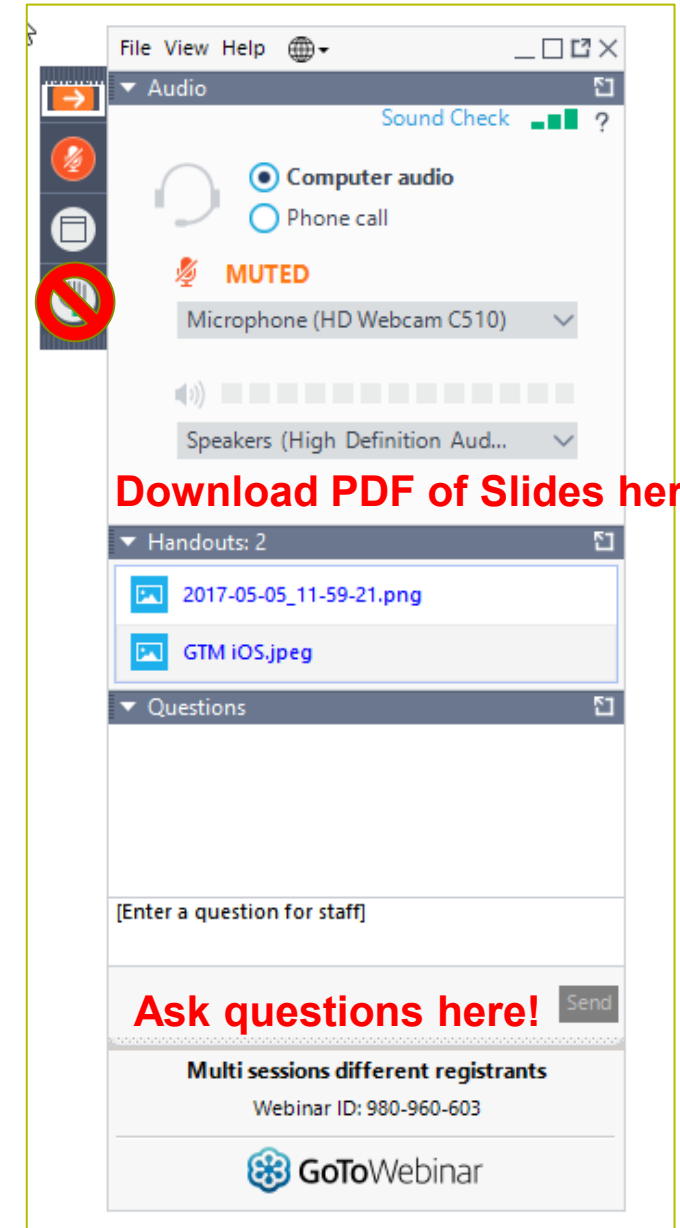 File View Help
Audio
Sound Check ?
Computer audio
Phone call
MUTED
Microphone (HD Webcam C510)
Speakers (High Definition Aud...
Download PDF of Slides her
Handouts: 2
2017-05-05_11-59-21.png
GTM iOS.jpeg
Questions
[Enter a question for staff]
Ask questions here! Send
Multi sessions different registrants
Webinar ID: 980-960-603
GoToWebinar